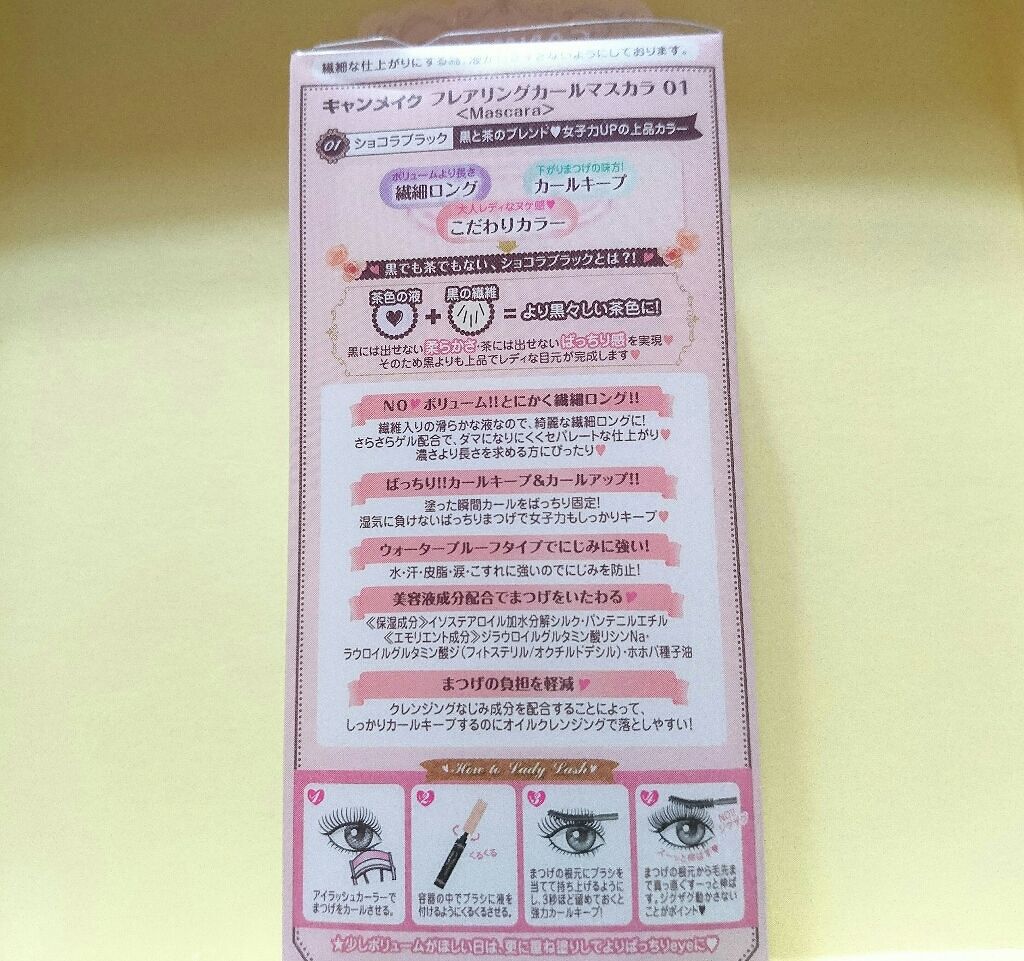 繊細な仕上がりにする為、液が
ないようにしております。
キャンメイク フレアリングカールマスカラ 01
<Mascara>
01 ショコラブラック 黒と茶のブレンド♥女子力UPの上品カラー
ボリュームより長さ
繊細ロング
下がりまつげの味方!
カールキープ
大人レディなヌケ感♥
こだわりカラー
黒でも茶でもない、ショコラブラックとは?!
茶色の液 + 黒の繊維 = より黒々しい茶色に!
黒には出せない柔らかさ・茶には出せないぱっちり感を実現♥
そのため黒よりも上品でレディな目元が完成します♥
NO♥ボリューム!!とにかく繊細ロング!!
繊維入りの滑らかな液なので、綺麗な繊細ロングに!
さらさらゲル配合で、ダマになりにくくセパレートな仕上がり♥
濃さより長さを求める方にぴったり♥
ぱっちり!!カールキープ&カールアップ!!
塗った瞬間カールをぱっちり固定!
湿気に負けないぱっちりまつげで女子力もしっかりキープ♥
ウォータープルーフタイプでにじみに強い!
水・汗・皮脂・涙・こすれに強いのでにじみを防止!
美容液成分配合でまつげをいたわる♥
≪保湿成分≫イソステアロイル加水分解シルク・パンテニルエチル
≪エモリエント成分≫ジラウロイルグルタミン酸リシンNa・
ラウロイルグルタミン酸ジ(フィトステリル/オクチルドデシル)・ホホバ種子油
まつげの負担を軽減♥
クレンジングなじみ成分を配合することによって、
しっかりカールキープするのにオイルクレンジングで落としやすい!
♥How to Lady Lash♥
1
アイラッシュカーラーで
まつげをカールさせる。
2
くるくる
容器の中でブラシに液を
付けるようにくるくるさせる。
3
まつげの根元にブラシを
当てて持ち上げるように
し、3秒ほど留めておくと
強力カールキープ!
4
NO!!
ジグザグ
スーッと伸ばす♥
まつげの根元から毛先ま
で真っ直ぐすーっと伸ば
す。ジグザグ動かさない
ことがポイント♥
★少しボリュームがほしい日は、更に重ね塗りしてよりぱっちりeyeに♥